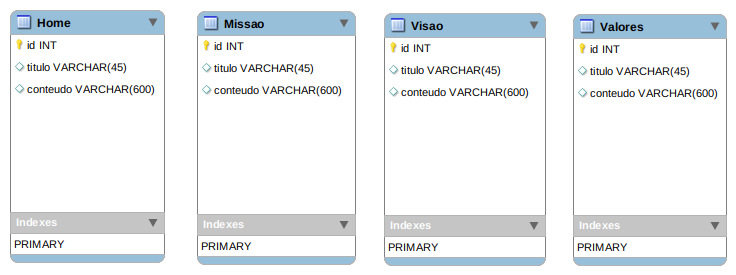 Home
id INT
titulo VARCHAR(45)
conteudo VARCHAR(600)
Indexes
PRIMARY
Missao
id INT
titulo VARCHAR(45)
conteudo VARCHAR(600)
Indexes
PRIMARY
Visao
id INT
titulo VARCHAR(45)
conteudo VARCHAR(600)
Indexes
PRIMARY
Valores
id INT
titulo VARCHAR(45)
conteudo VARCHAR(600)
Indexes
PRIMARY